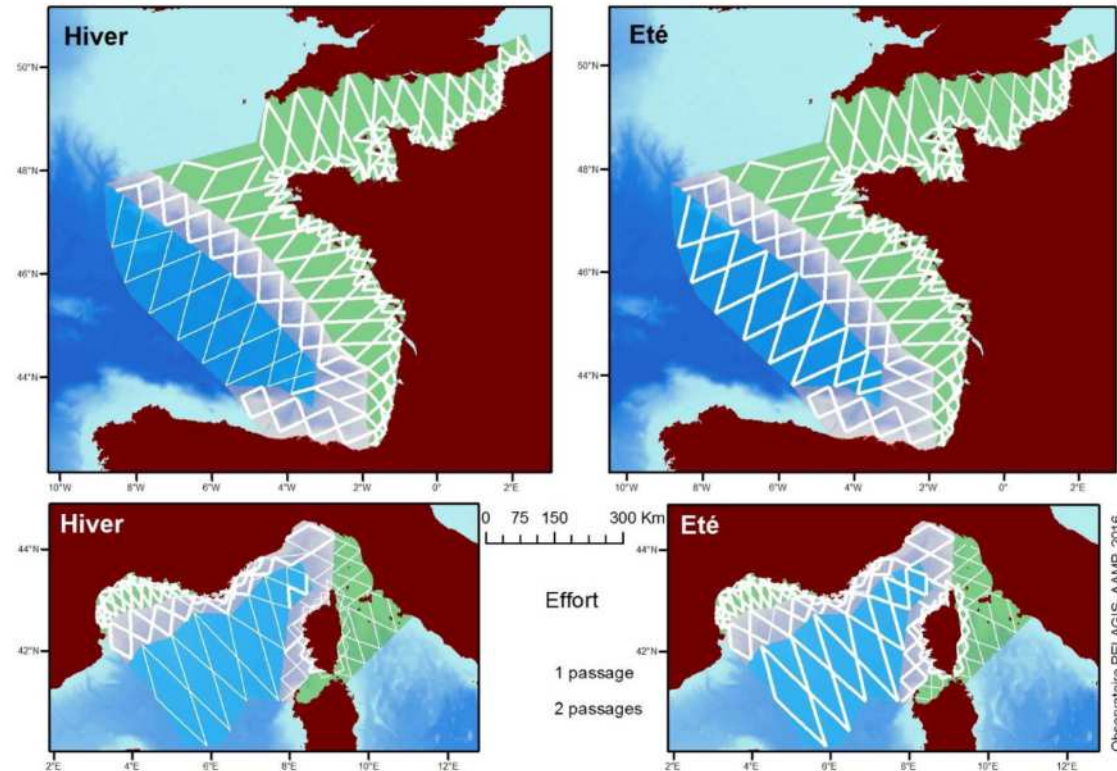 Hiver
50°N
48°N
46°N
44°N
10°W 8°W 6°W 4°W 2°W 0° 2°E
Eté
50°N
48°N
46°N
44°N
10°W 8°W 6°W 4°W 2°W 0° 2°E
Hiver
44°N
42°N
2°E 4°E 6°E 8°E 10°E 12°E
0 75 150 300 Km
Effort
1 passage
2 passages
Eté
44°N
42°N
2°E 4°E 6°E 8°E 10°E 12°E
Observatoire PELAGIS, AAMP, 2016